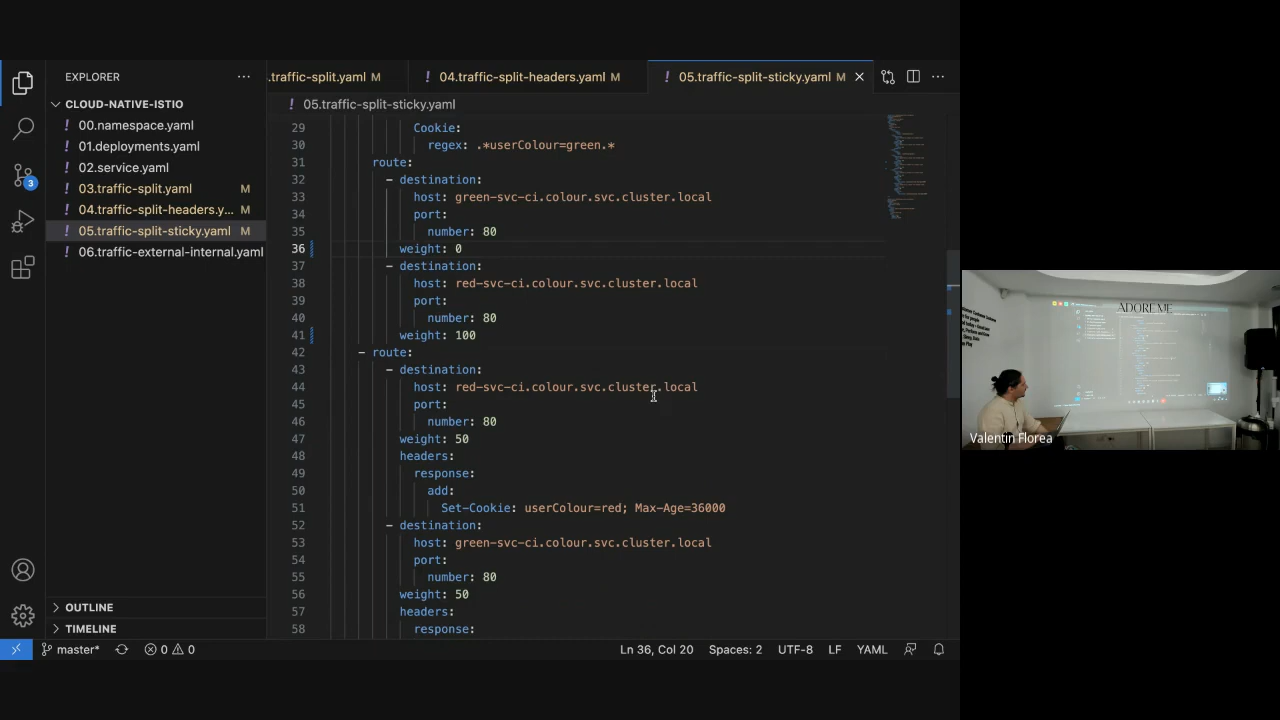 EXPLORER
CLOUD-NATIVE-ISTIO
00.namespace.yaml
01.deployments.yaml
02.service.yaml
03.traffic-split.yaml M
04.traffic-split-headers.y... M
05.traffic-split-sticky.yaml M
06.traffic-external-internal.yaml
OUTLINE
TIMELINE
3
.traffic-split.yaml M
! 04.traffic-split-headers.yaml M
! 05.traffic-split-sticky.yaml M
! 05.traffic-split-sticky.yaml
29 Cookie:
30 regex: .*userColour=green.*
31 route:
32 - destination:
33 host: green-svc-ci.colour.svc.cluster.local
34 port:
35 number: 80
36 weight: 0
37 - destination:
38 host: red-svc-ci.colour.svc.cluster.local
39 port:
40 number: 80
41 weight: 100
42 - route:
43 - destination:
44 host: red-svc-ci.colour.svc.cluster.local
45 port:
46 number: 80
47 weight: 50
48 headers:
49 response:
50 add:
51 Set-Cookie: userColour=red; Max-Age=36000
52 - destination:
53 host: green-svc-ci.colour.svc.cluster.local
54 port:
55 number: 80
56 weight: 50
57 headers:
58 response:
master* 0 0 Ln 36, Col 20 Spaces: 2 UTF-8 LF YAML
ADORE ME
Valentin Florea